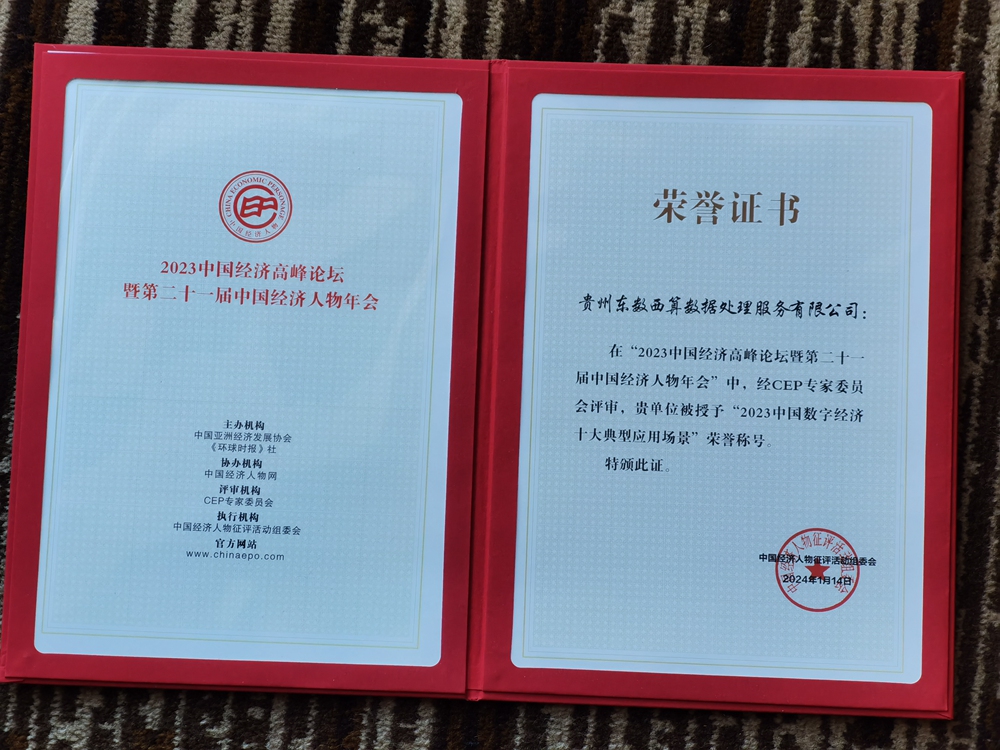 CHINA ECONOMIC PERSONAGE
中国经济人物
2023中国经济高峰论坛
暨第二十一届中国经济人物年会
主办机构
中国亚洲经济发展协会
《环球时报》社
协办机构
中国经济人物网
评审机构
CEP专家委员会
执行机构
中国经济人物征评活动组委会
官方网站
www.chinaepo.com
荣誉证书
贵州东数西算数据处理服务有限公司：
在“2023中国经济高峰论坛暨第二十一
届中国经济人物年会”中，经CEP专家委员
会评审，贵单位被授予“2023中国数字经济
十大典型应用场景”荣誉称号。
特颁此证。
中国经济人物征评活动组委会
2024年1月14日